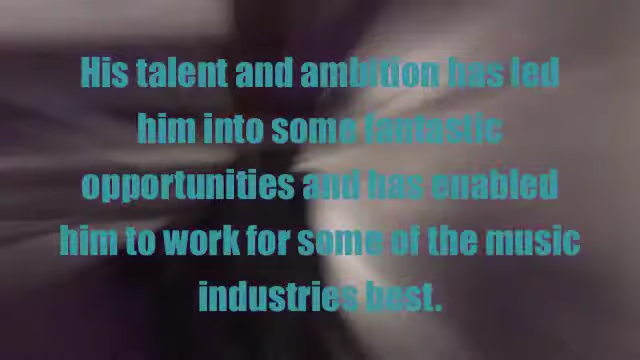 His talent and ambition has led
him into some fantastic
opportunities and has enabled
him to work for some of the music
industries best.